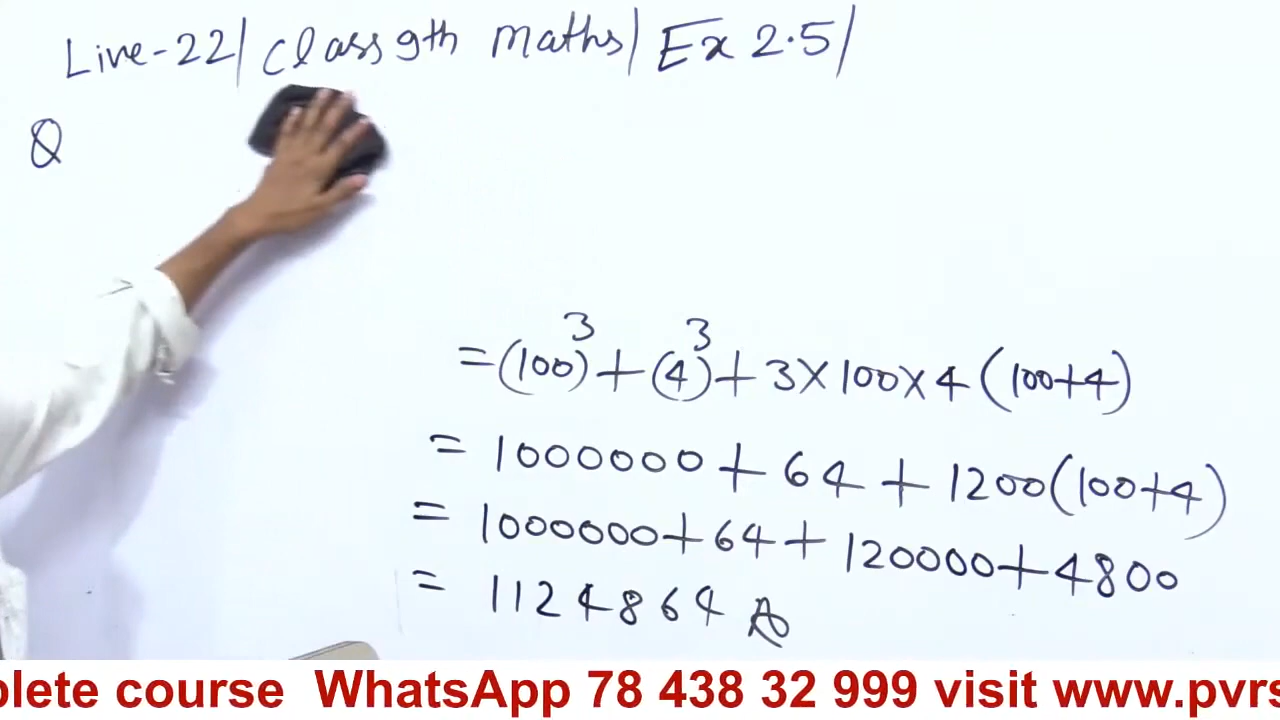 Live-22/ Class 9th maths/ Ex 2.5/
Q
=(100)³+(4)³+3×100×4(100+4)
= 1000000+64+1200(100+4)
= 1000000+64+120000+4800
= 1124864 A
plete course WhatsApp 78 438 32 999 visit www.pvrs